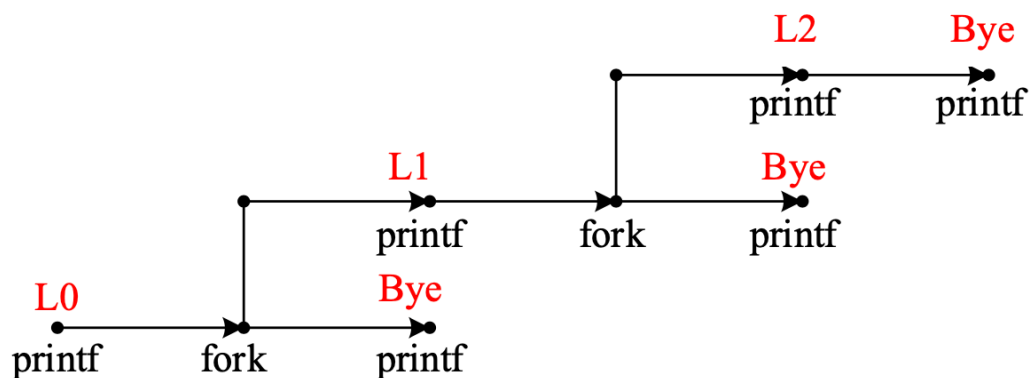 L2 Bye
printf printf
L1 Bye
printf fork printf
L0 Bye
printf fork printf